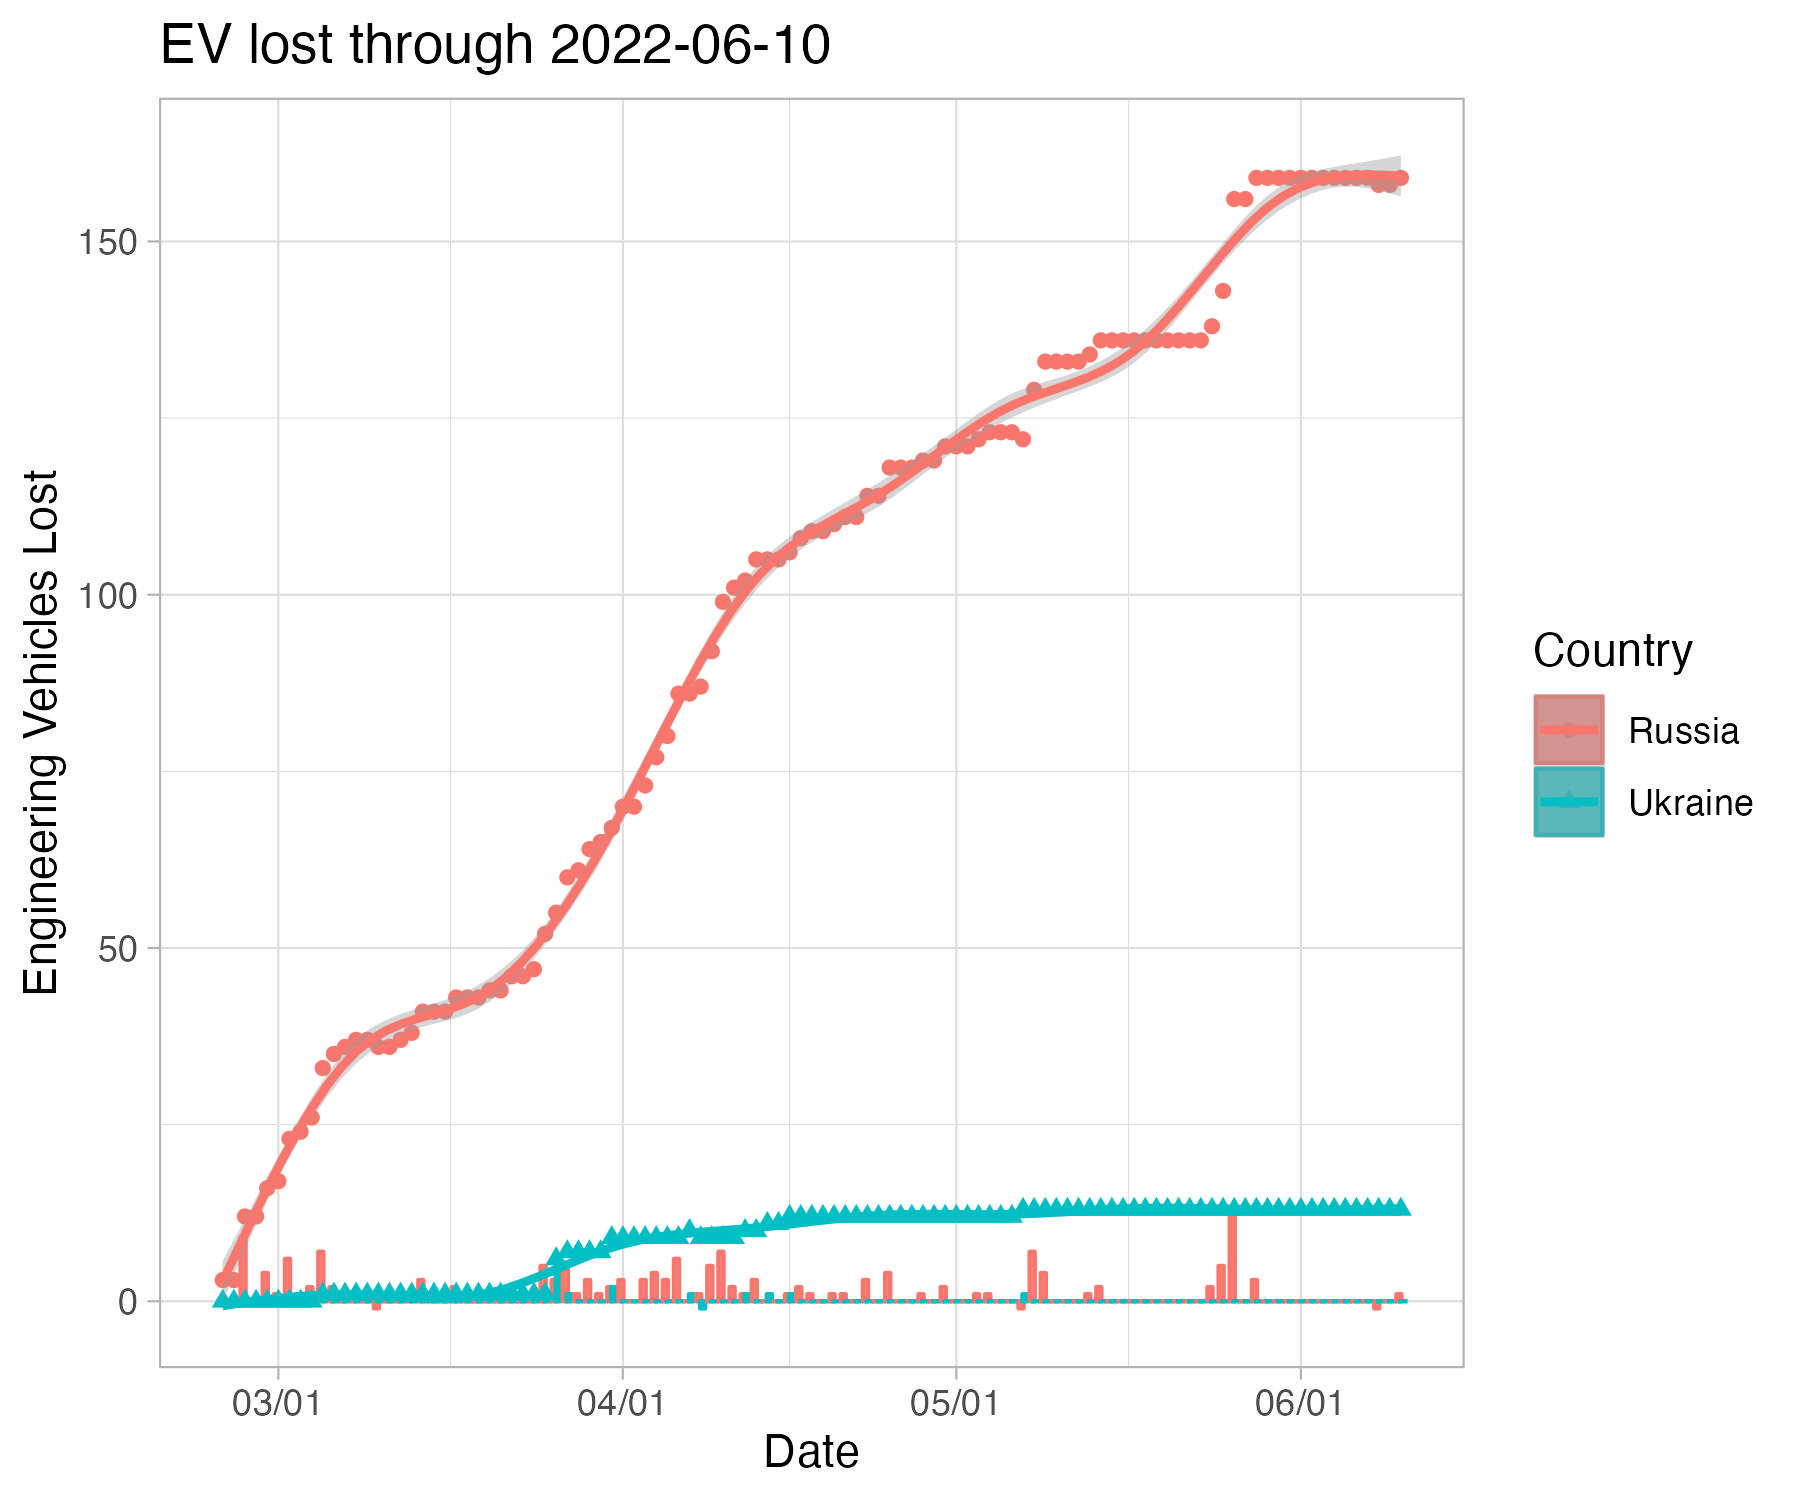 EV lost through 2022-06-10
Engineering Vehicles Lost
150
100
50
0
03/01
04/01
05/01
06/01
Date
Country
Russia
Ukraine